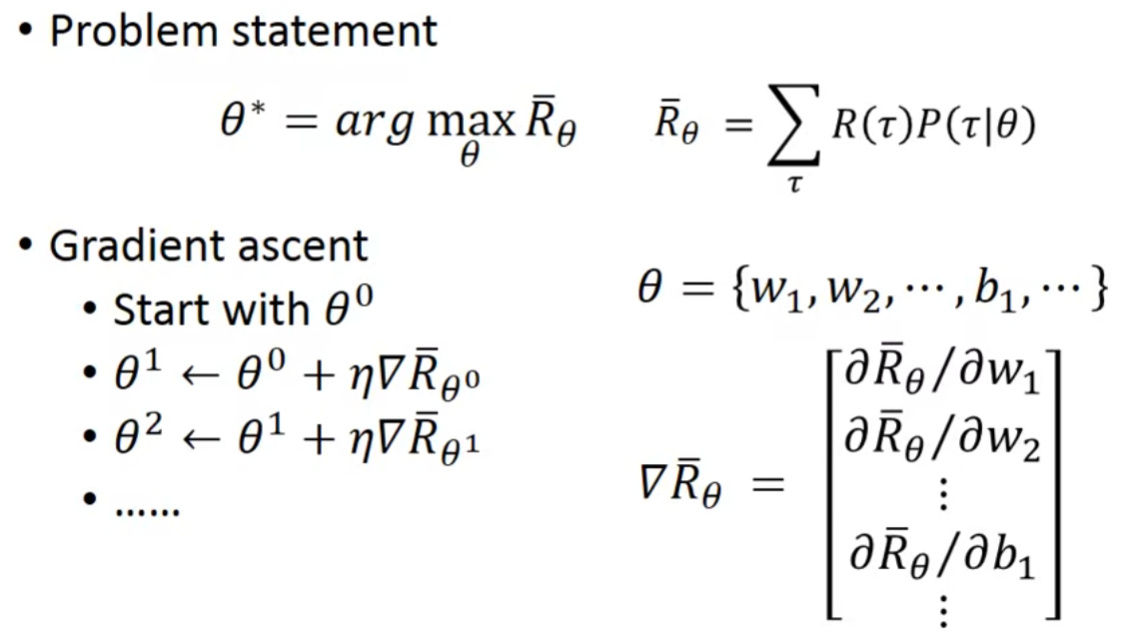 • Problem statement
θ* = arg max_θ R̄_θ    R̄_θ = ∑_τ R(τ)P(τ|θ)
• Gradient ascent
• Start with θ⁰
• θ¹ ← θ⁰ + η∇R̄_θ⁰
• θ² ← θ¹ + η∇R̄_θ¹
• ……
θ = {w₁, w₂, ⋯ , b₁, ⋯ }
∇R̄_θ = [
∂R̄_θ/∂w₁
∂R̄_θ/∂w₂
⋮
∂R̄_θ/∂b₁
⋮
]